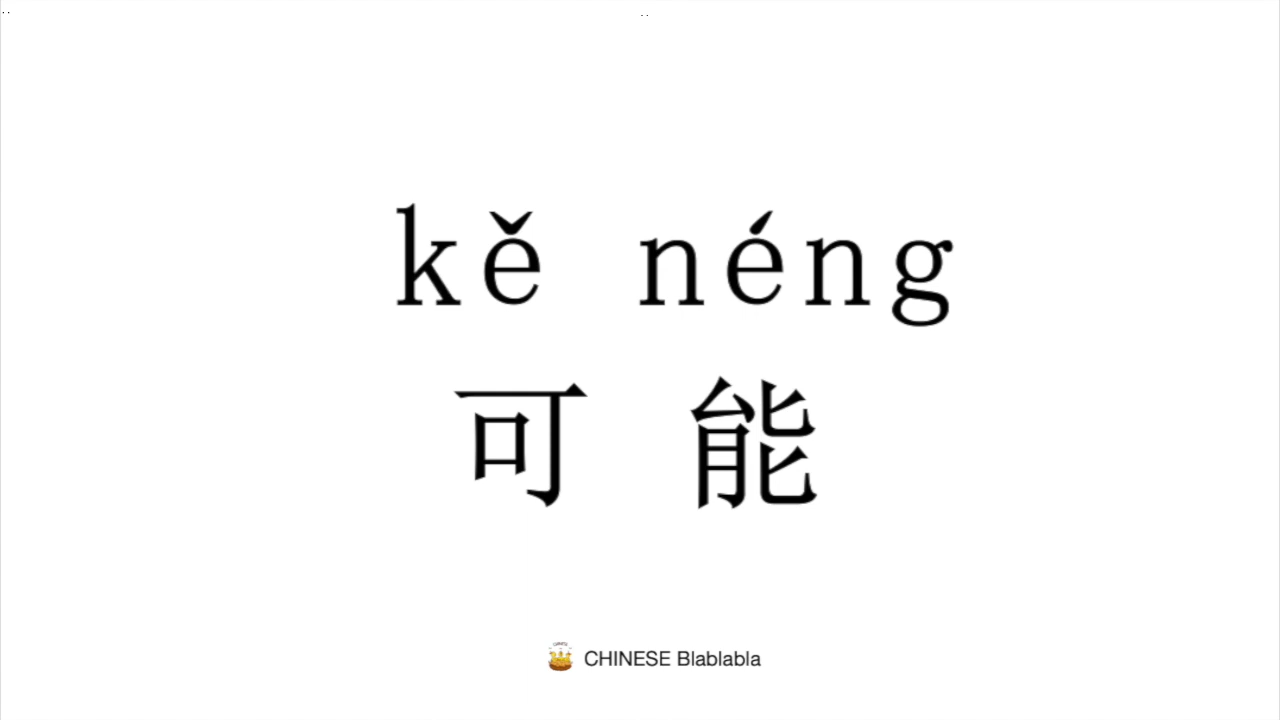 kě néng
可 能
CHINESE Blablabla